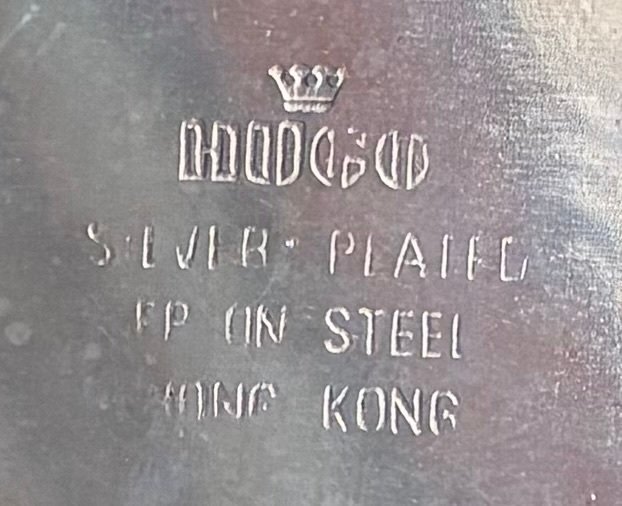 SILVER PLATED
EP ON STEEL
HONG KONG